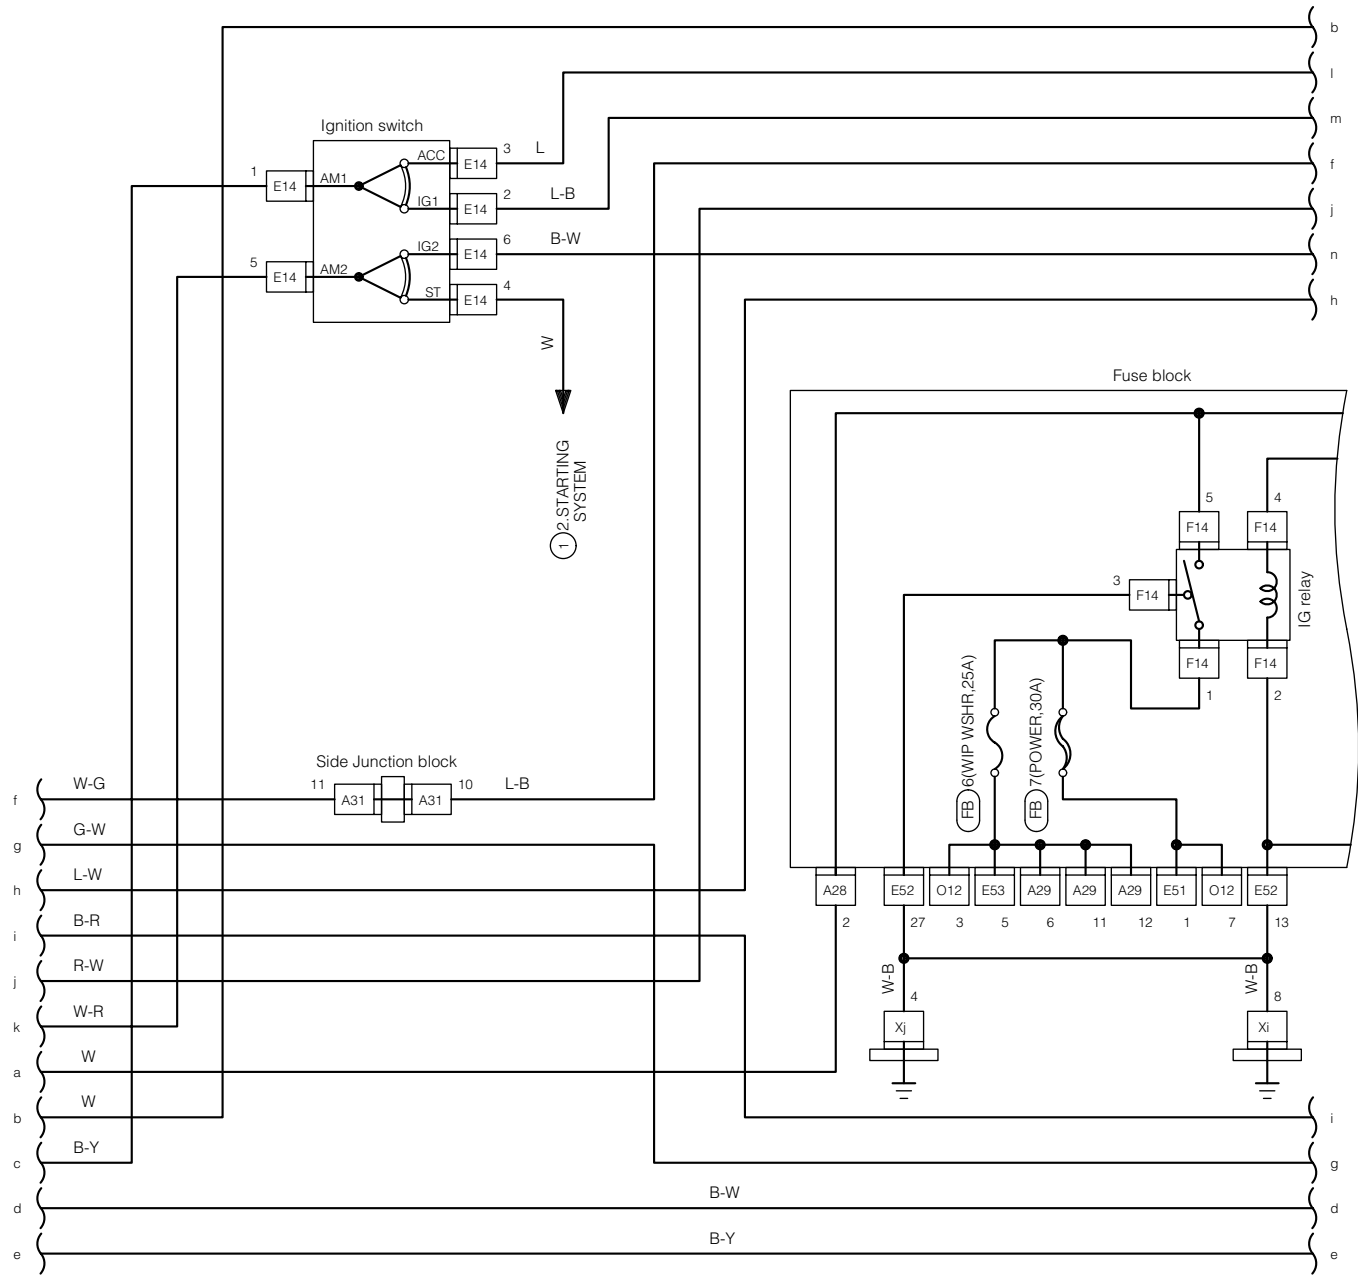 b
l
m
f
j
n
h
Ignition switch
1 E14 AM1 ACC E14 3 L
IG1 E14 2 L-B
5 E14 AM2 IG2 E14 6 B-W
ST E14 4
W
1 2.STARTING
SYSTEM
Fuse block
5 4
F14 F14
3 F14
IG relay
F14 F14
1 2
FB 6(WIP WSHR,25A)
FB 7(POWER,30A)
Side Junction block
f W-G 11 A31 A31 10 L-B
g G-W
h L-W
i B-R
j R-W
k W-R
a W
b W
c B-Y
d B-W
e B-Y
A28 E52 O12 E53 A29 A29 A29 E51 O12 E52
2 27 3 5 6 11 12 1 7 13
W-B W-B
4 8
Xj Xi
i
g
d
e